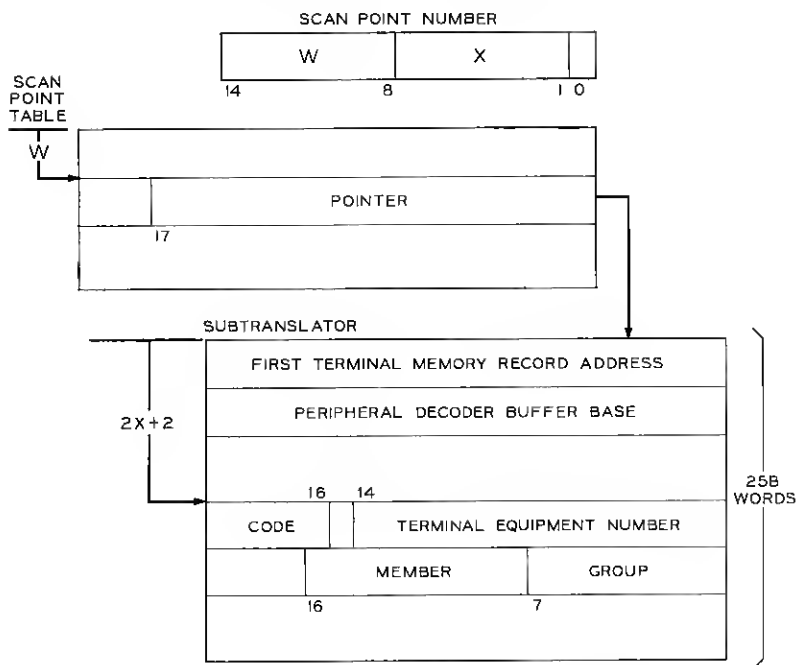 SCAN POINT NUMBER
W X
14 8 1 0
SCAN
POINT
TABLE
W
POINTER
17
SUBTRANSLATOR
FIRST TERMINAL MEMORY RECORD ADDRESS
PERIPHERAL DECODER BUFFER BASE
2X+2
16 14
CODE TERMINAL EQUIPMENT NUMBER
MEMBER GROUP
16 7
258
WORDS